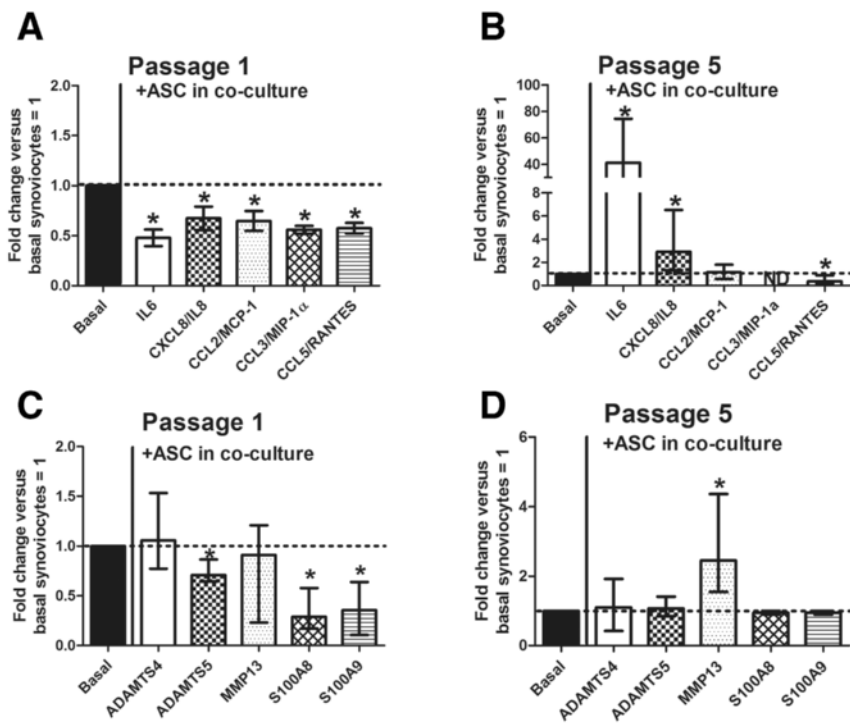 A
Passage 1
+ASC in co-culture
Fold change versus
basal synoviocytes = 1
2.0
1.5
1.0
0.5
0.0
* * * * *
Basal
IL6
CXCL8/IL8
CCL2/MCP-1
CCL3/MIP-1α
CCL5/RANTES
B
Passage 5
+ASC in co-culture
Fold change versus
basal synoviocytes = 1
100
80
60
40
8
6
4
2
0
* * ND *
Basal
IL6
CXCL8/IL8
CCL2/MCP-1
CCL3/MIP-1a
CCL5/RANTES
C
Passage 1
+ASC in co-culture
Fold change versus
basal synoviocytes = 1
2.0
1.5
1.0
0.5
0.0
* * *
Basal
ADAMTS4
ADAMTS5
MMP13
S100A8
S100A9
D
Passage 5
+ASC in co-culture
Fold change versus
basal synoviocytes = 1
6
4
2
0
*
Basal
ADAMTS4
ADAMTS5
MMP13
S100A8
S100A9